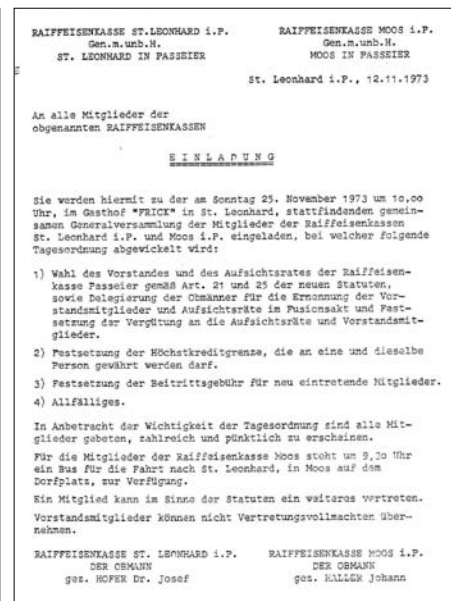 RAIFFEISENKASSE ST.LEONHARD i.P. RAIFFEISENKASSE MOOS i.P.
Gen.m.unb.H. Gen.m.unb.H.
ST. LEONHARD IN PASSEIER MOOS IN PASSEIER
St. Leonhard i.P., 12.11.1973
An alle Mitglieder der
obgenannten RAIFFEISENKASSEN
E I N L A D U N G
Sie werden hiermit zu der am Sonntag 25. November 1973 um 10,oo
Uhr, im Gasthof "FRICK" in St. Leonhard, stattfindenden gemein-
samen Generalversammlung der Mitglieder der Raiffeisenkassen
St. Leonhard i.P. und Moos i.P. eingeladen, bei welcher folgende
Tagesordnung abgewickelt wird:
1) Wahl des Vorstandes und des Aufsichtsrates der Raiffeisen-
kasse Passeier gemäß Art. 21 und 25 der neuen Statuten,
sowie Delegierung der Obmänner für die Ernennung der Vor-
standsmitglieder und Aufsichtsräte im Fusionsakt und Fest-
setzung der Vergütung an die Aufsichtsräte und Vorstandsmit-
glieder.
2) Festsetzung der Höchstkreditgrenze, die an eine und dieselbe
Person gewährt werden darf.
3) Festsetzung der Beitrittsgebühr für neu eintretende Mitglieder.
4) Allfälliges.
In Anbetracht der Wichtigkeit der Tagesordnung sind alle Mit-
glieder gebeten, zahlreich und pünktlich zu erscheinen.
Für die Mitglieder der Raiffeisenkasse Moos steht um 9,3o Uhr
ein Bus für die Fahrt nach St. Leonhard, in Moos auf dem
Dorfplatz, zur Verfügung.
Ein Mitglied kann im Sinne der Statuten ein weiteres vertreten.
Vorstandsmitglieder können nicht Vertretungsvollmachten über-
nehmen.
RAIFFEISENKASSE ST. LEONHARD i.P. RAIFFEISENKASSE MOOS i.P.
DER OBMANN DER OBMANN
gez. HOFER Dr. Josef gez. HALLER Johann